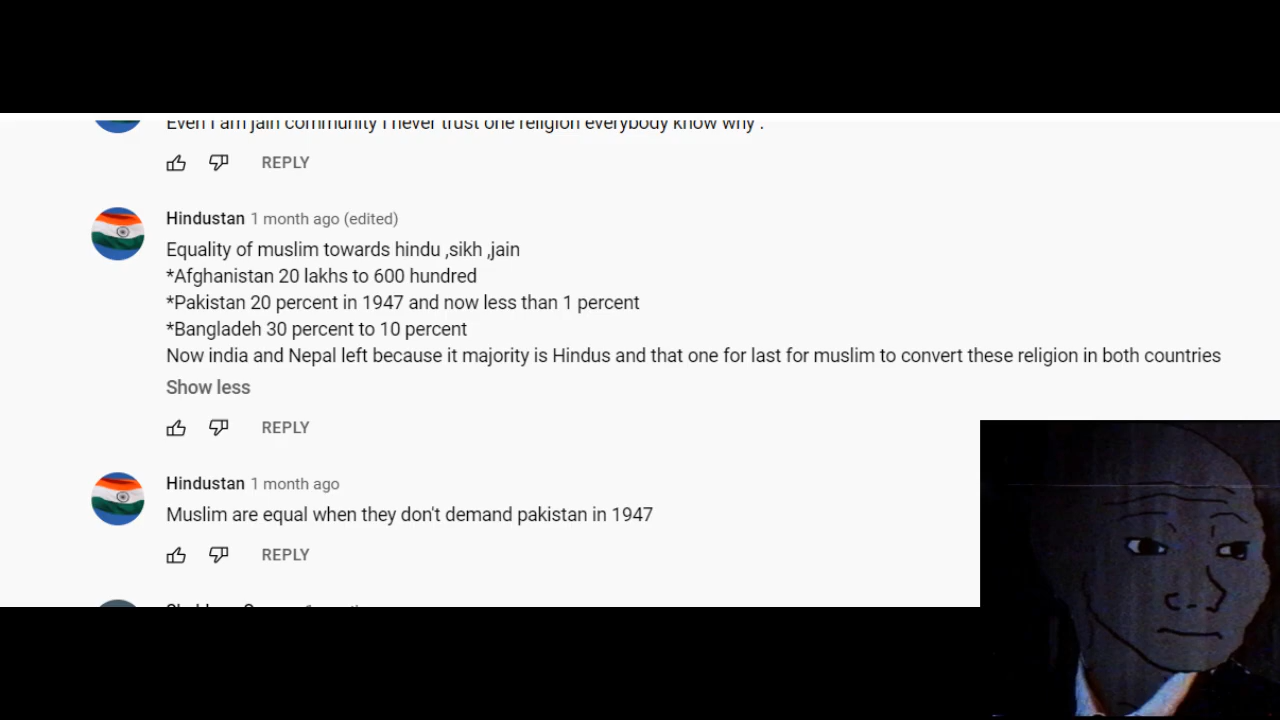 Even I am jain community I never trust one religion everybody know why .
REPLY
Hindustan 1 month ago (edited)
Equality of muslim towards hindu ,sikh ,jain
*Afghanistan 20 lakhs to 600 hundred
*Pakistan 20 percent in 1947 and now less than 1 percent
*Bangladeh 30 percent to 10 percent
Now india and Nepal left because it majority is Hindus and that one for last for muslim to convert these religion in both countries
Show less
REPLY
Hindustan 1 month ago
Muslim are equal when they don't demand pakistan in 1947
REPLY